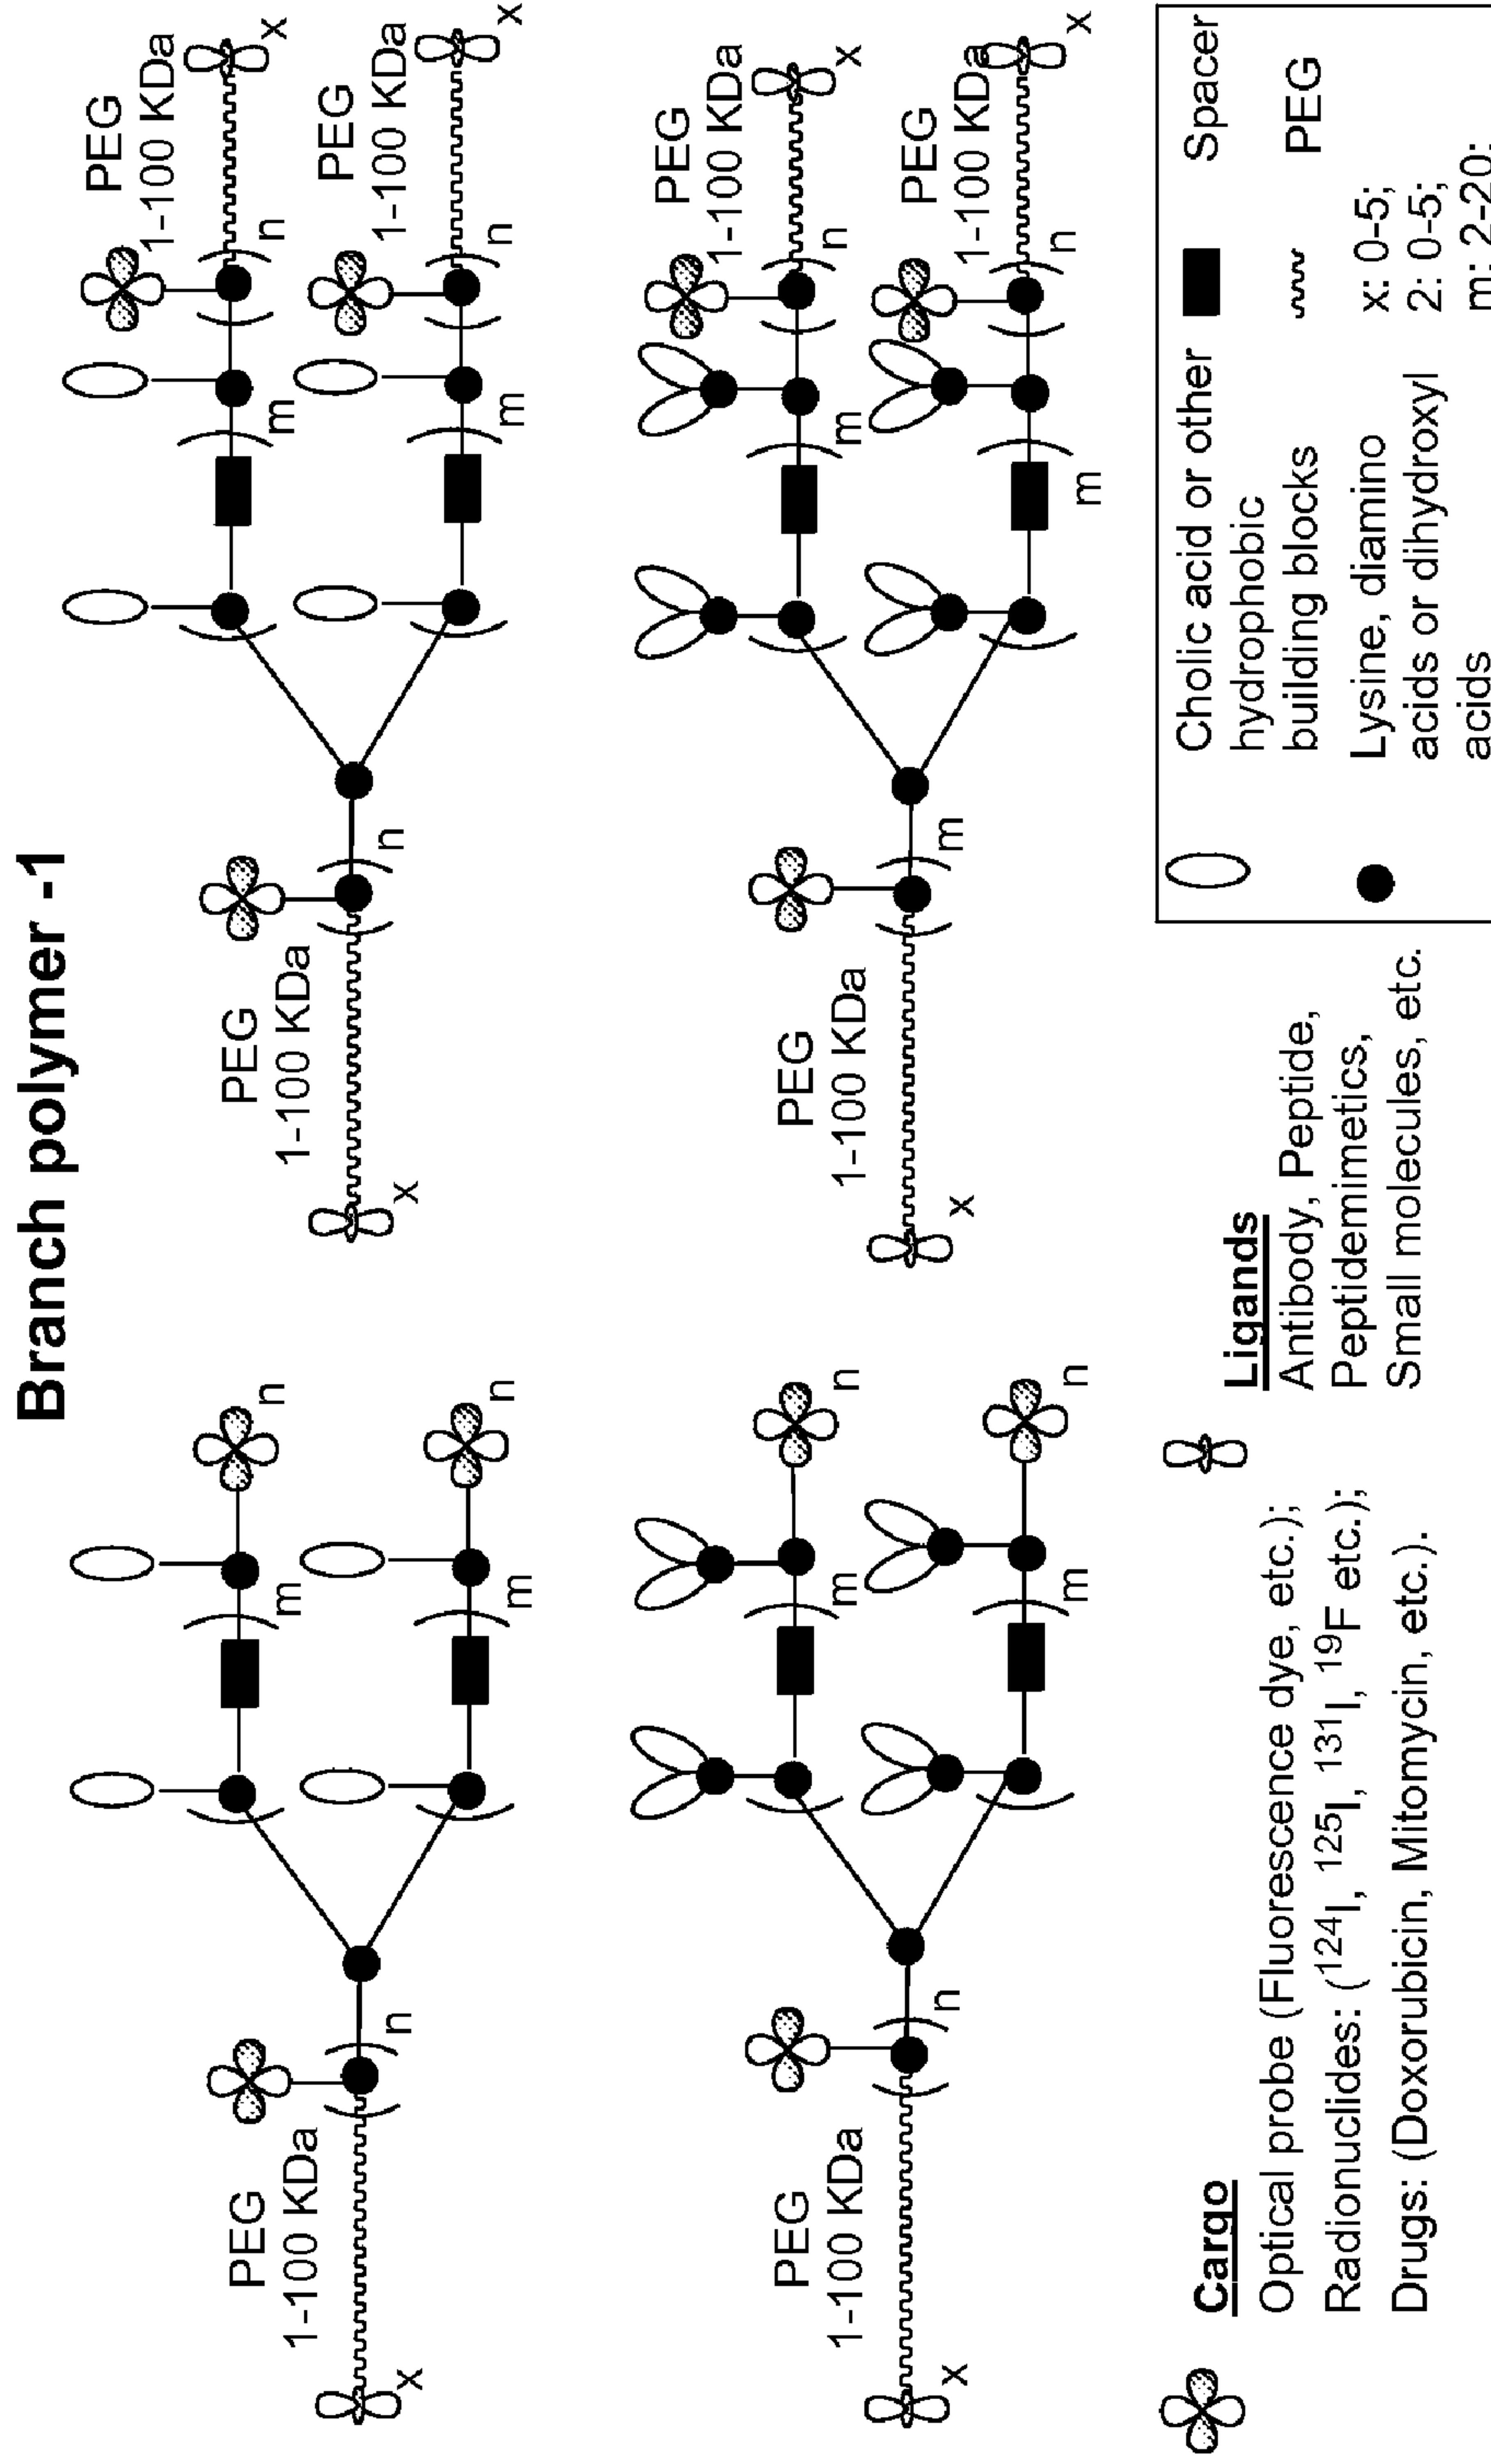 Branch polymer -1
PEG
1-100 KDa
x
n
m
n
m
n
PEG
1-100 KDa
x
n
PEG
1-100 KDa
m
n
x
PEG
1-100 KDa
m
n
x
PEG
1-100 KDa
x
n
m
n
m
n
PEG
1-100 KDa
x
m
PEG
1-100 KDa
m
n
x
PEG
1-100 KDa
m
n
x
Cargo
Optical probe (Fluorescence dye, etc.);
Radionuclides: (124I, 125I, 131I, 19F etc.);
Drugs: (Doxorubicin, Mitomycin, etc.).
Ligands
Antibody, Peptide,
Peptidemimetics,
Small molecules, etc.
Cholic acid or other
hydrophobic
building blocks
Spacer
PEG
Lysine, diamino
acids or dihydroxyl
acids
x: 0-5;
2: 0-5;
m: 2-20;